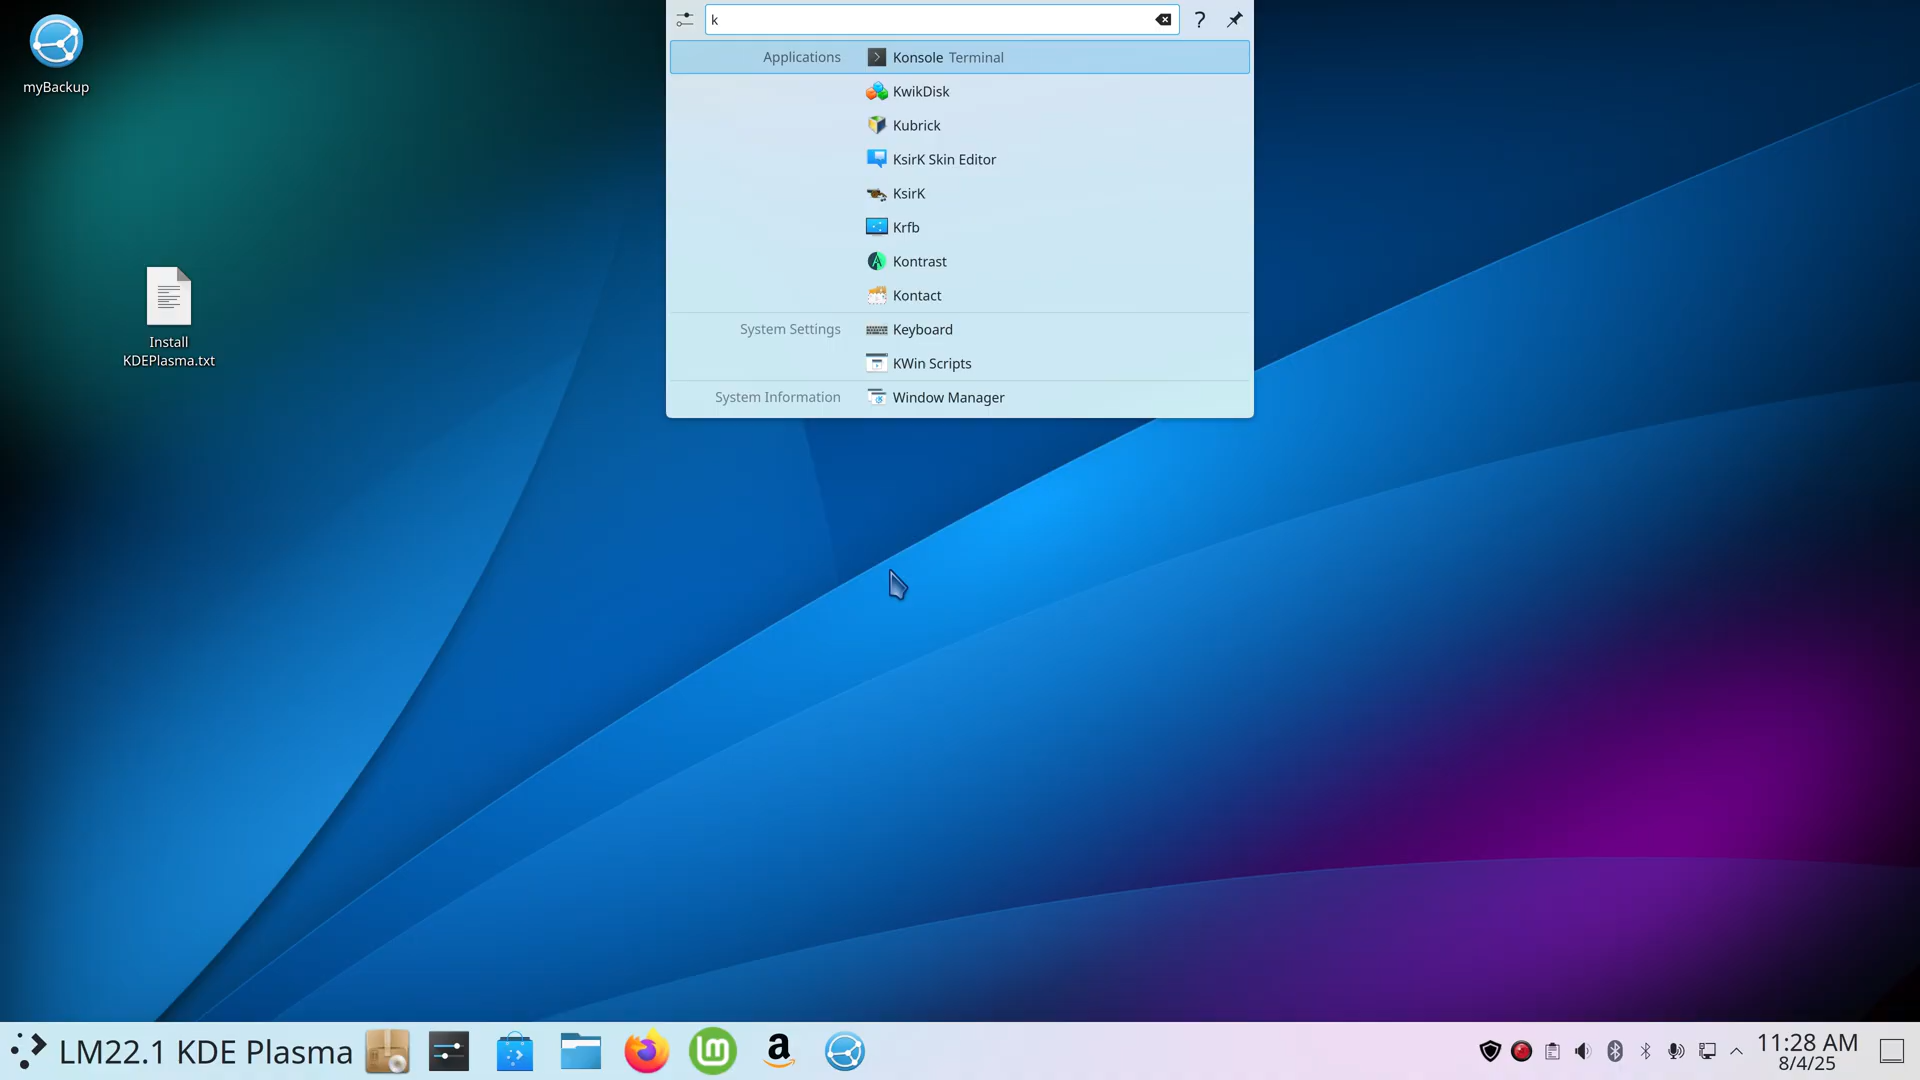 k
?
Applications Konsole Terminal
KwikDisk
Kubrick
KsirK Skin Editor
KsirK
Krfb
Kontrast
Kontact
System Settings Keyboard
KWin Scripts
System Information Window Manager
myBackup
Install
KDEPlasma.txt
LM22.1 KDE Plasma
lm
a
11:28 AM
8/4/25